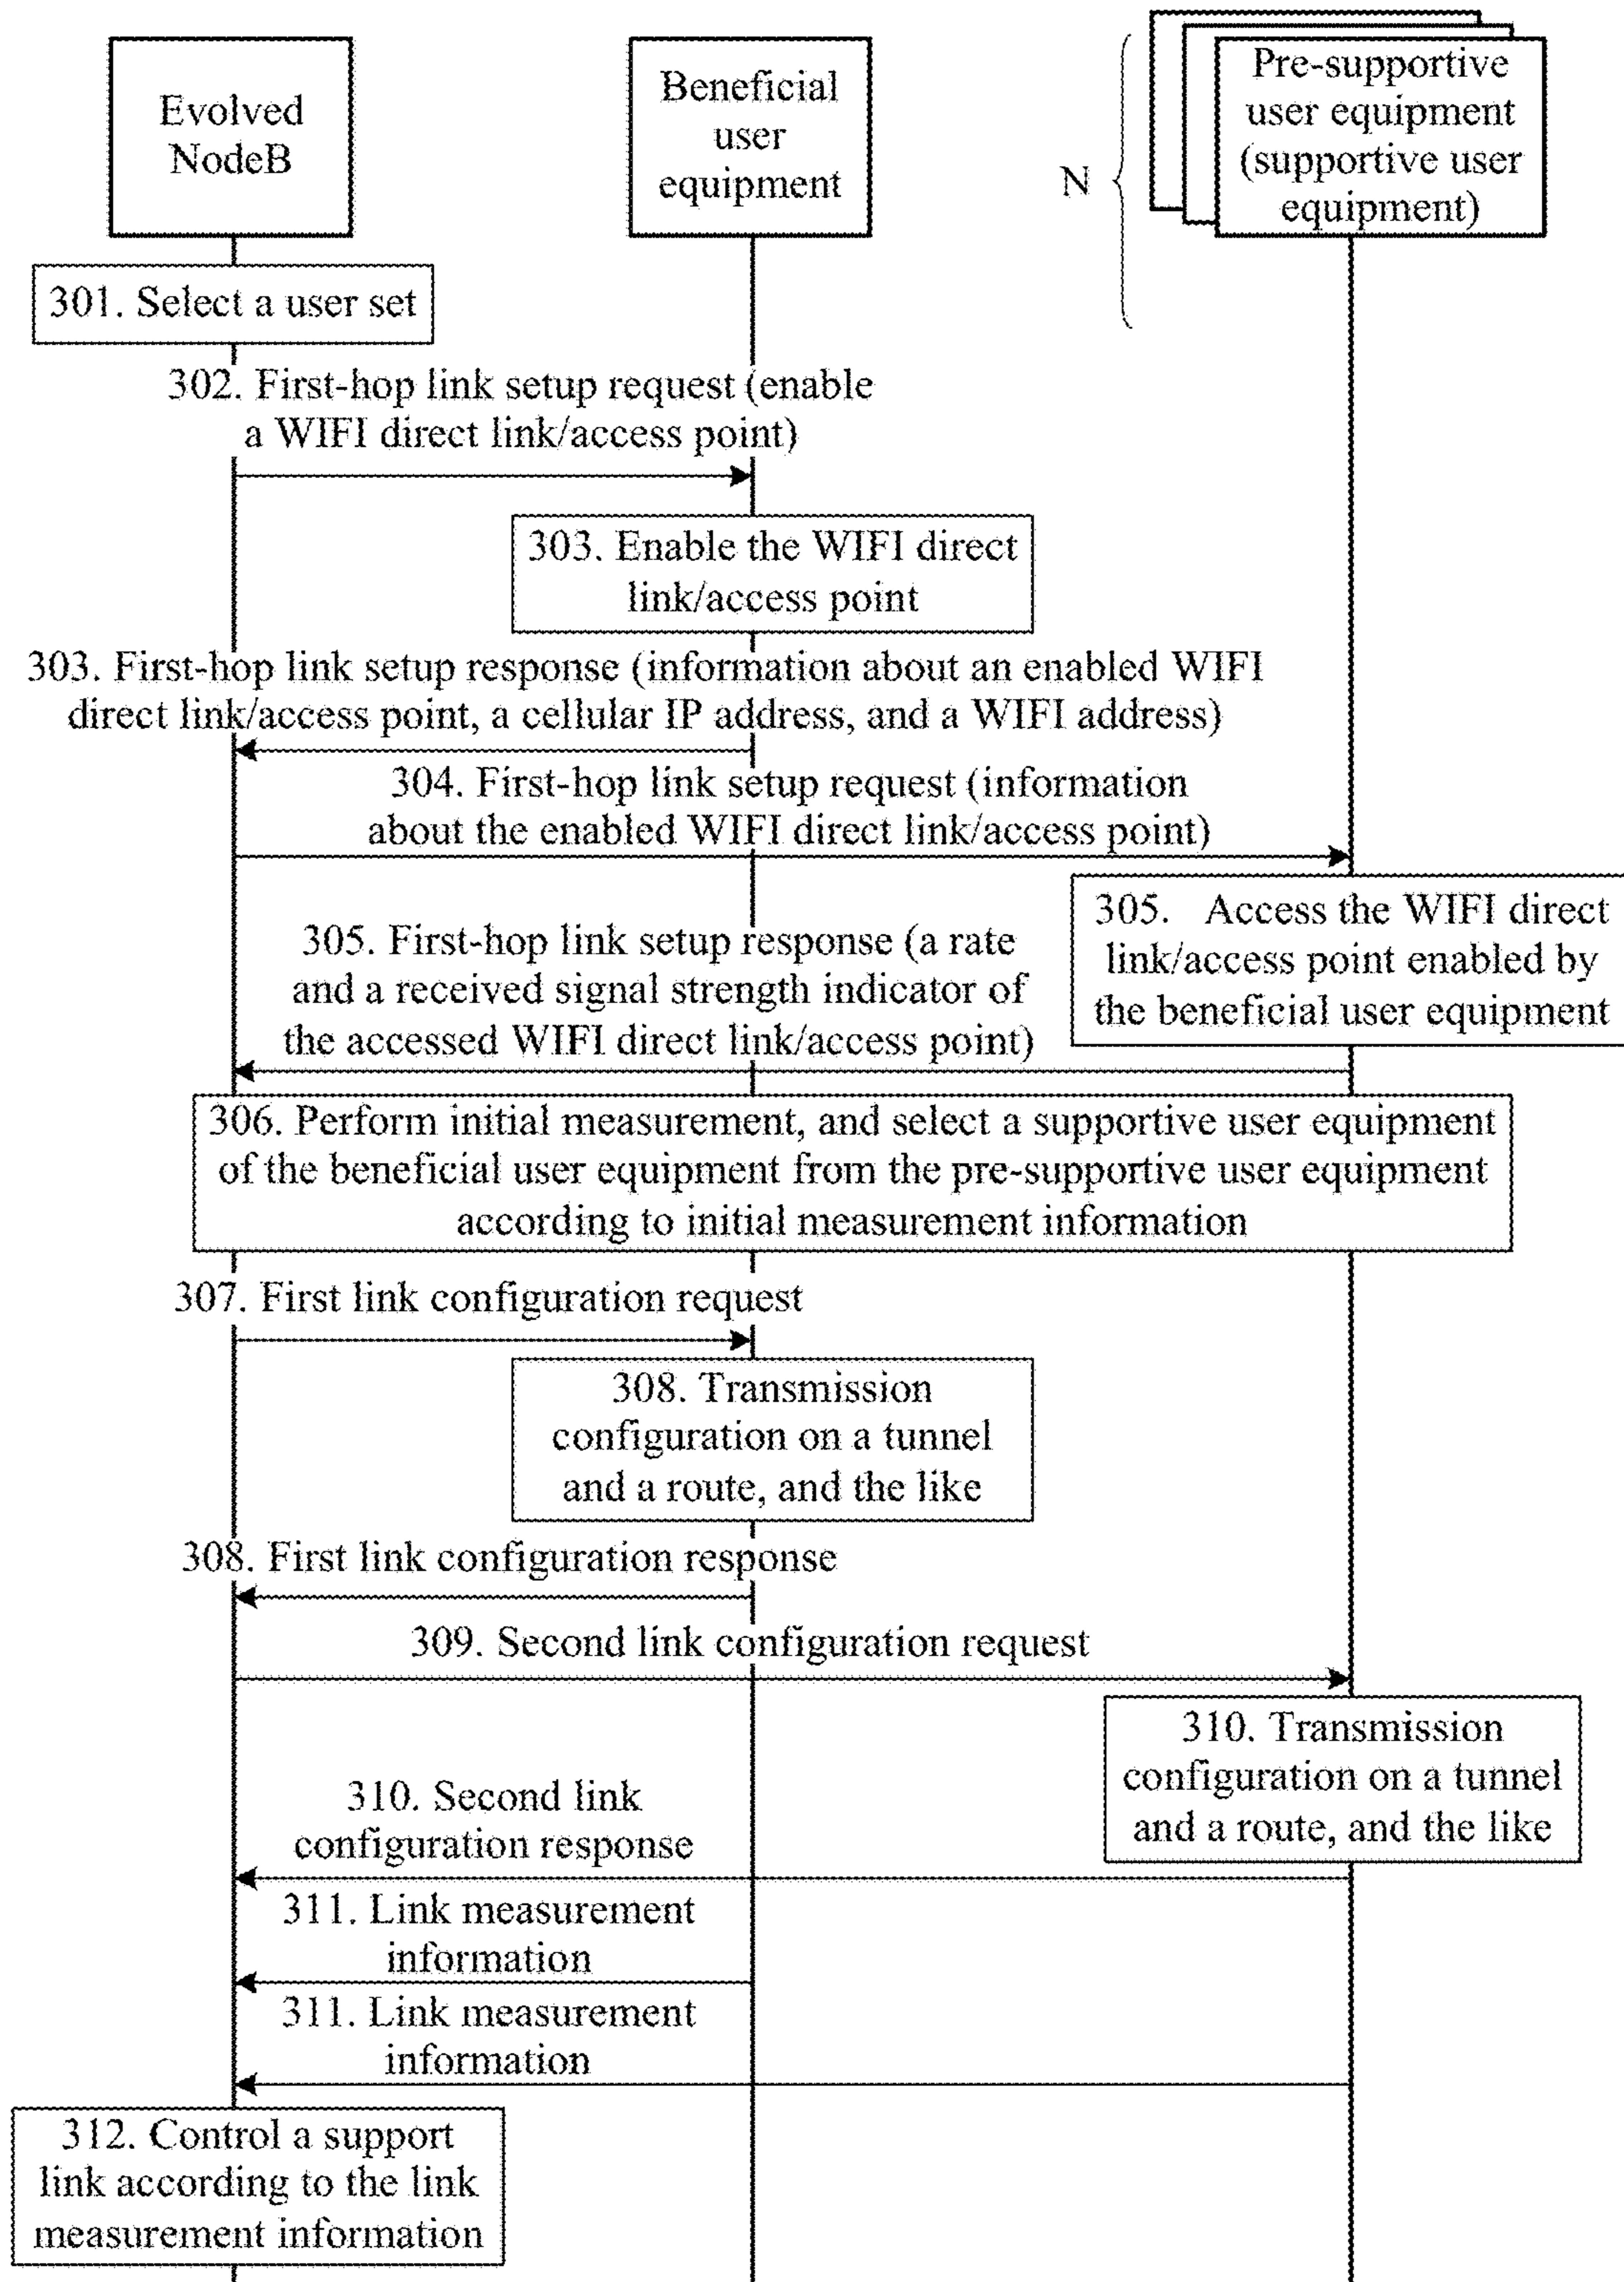 Evolved
NodeB
Beneficial
user
equipment
N
Pre-supportive
user equipment
(supportive user
equipment)
301. Select a user set
302. First-hop link setup request (enable
a WIFI direct link/access point)
303. Enable the WIFI direct
link/access point
303. First-hop link setup response (information about an enabled WIFI
direct link/access point, a cellular IP address, and a WIFI address)
304. First-hop link setup request (information
about the enabled WIFI direct link/access point)
305. Access the WIFI direct
link/access point enabled by
the beneficial user equipment
305. First-hop link setup response (a rate
and a received signal strength indicator of
the accessed WIFI direct link/access point)
306. Perform initial measurement, and select a supportive user equipment
of the beneficial user equipment from the pre-supportive user equipment
according to initial measurement information
307. First link configuration request
308. Transmission
configuration on a tunnel
and a route, and the like
308. First link configuration response
309. Second link configuration request
310. Transmission
configuration on a tunnel
and a route, and the like
310. Second link
configuration response
311. Link measurement
information
311. Link measurement
information
312. Control a support
link according to the link
measurement information